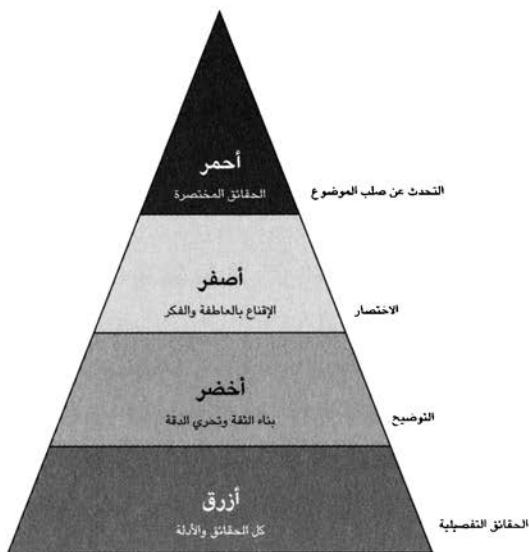 أحمر
الحقائق المختصرة
التحدث عن صلب الموضوع
أصفر
الإقناع بالعاطفة والفكر
الاختصار
أخضر
بناء الثقة وتحري الدقة
التوضيح
أزرق
كل الحقائق والأدلة
الحقائق التفصيلية